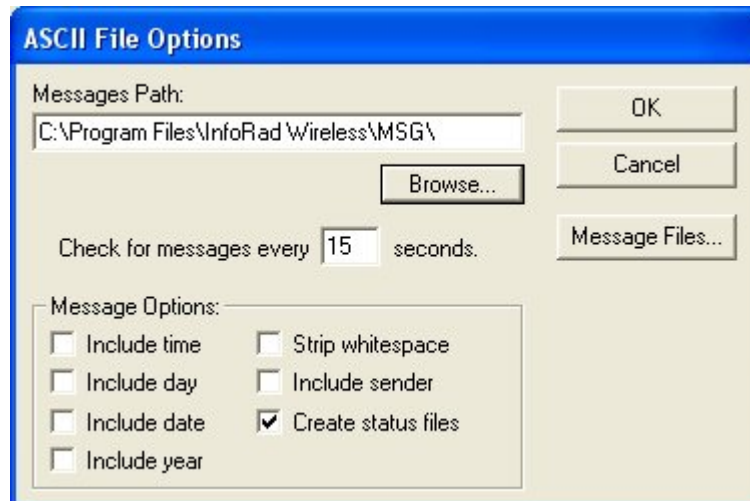 ASCII File Options
Messages Path:
C:\Program Files\InfoRad Wireless\MSG\
OK
Cancel
Browse...
Check for messages every 15 seconds.
Message Files...
Message Options:
Include time
Strip whitespace
Include day
Include sender
Include date
Create status files
Include year